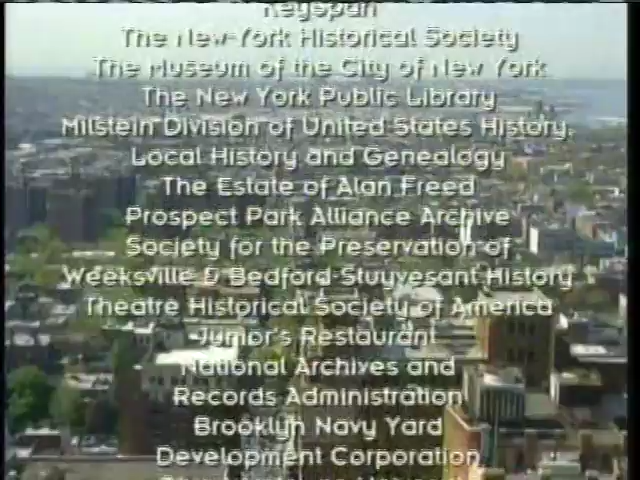 KeySpan
The New-York Historical Society
The Museum of the City of New York
The New York Public Library
Milstein Division of United States History,
Local History and Genealogy
The Estate of Alan Freed
Prospect Park Alliance Archive
Society for the Preservation of
Weeksville & Bedford-Stuyvesant History
Theatre Historical Society of America
Junior's Restaurant
National Archives and
Records Administration
Brooklyn Navy Yard
Development Corporation